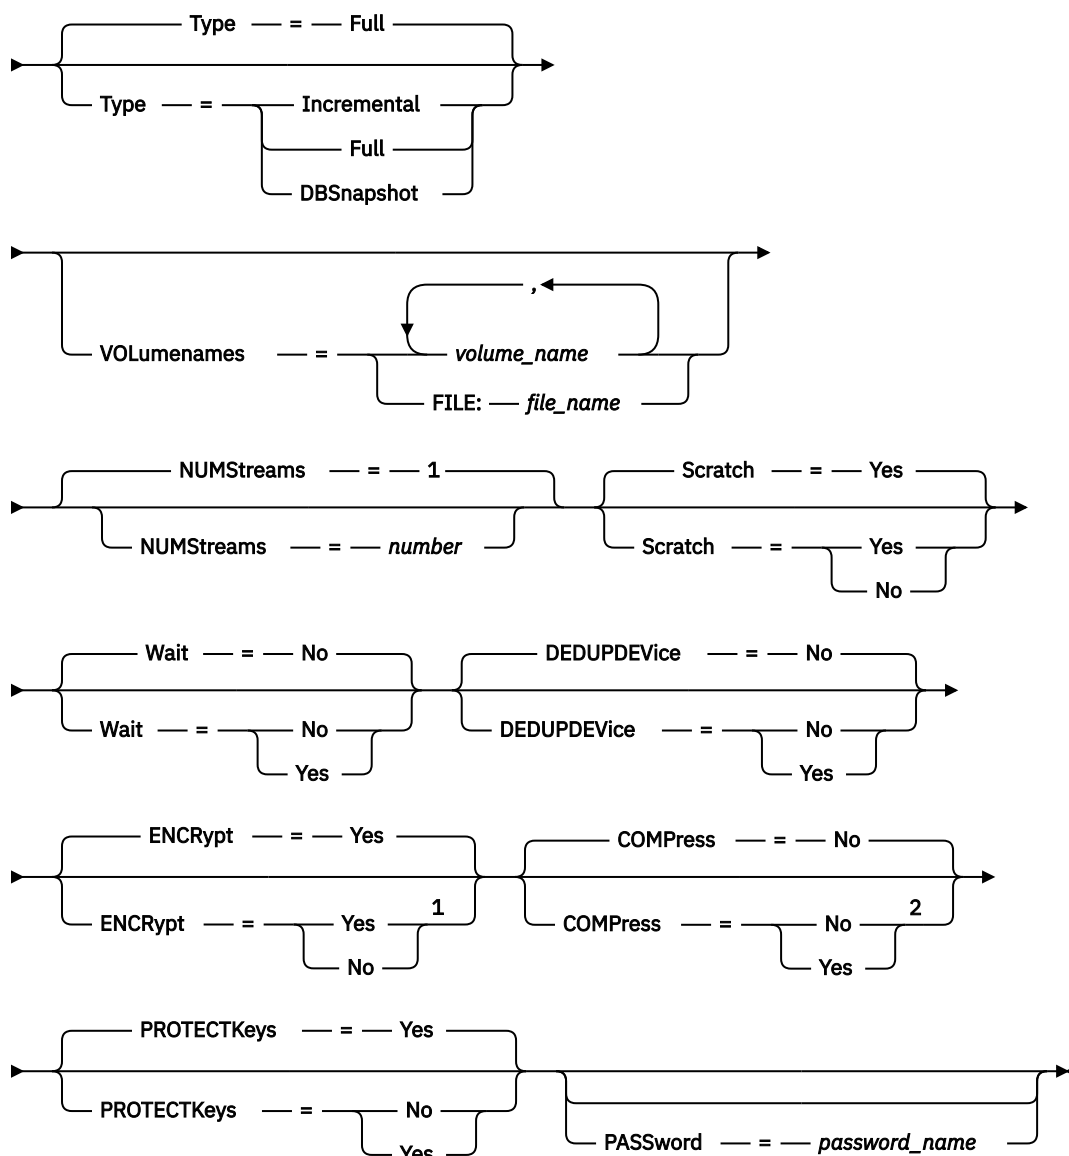 Type = Full
Type = Incremental
Full
DBSnapshot
,
VOLumenames = volume_name
FILE: file_name
NUMStreams = 1 Scratch = Yes
NUMStreams = number Scratch = Yes
No
Wait = No DEDUPDEVice = No
Wait = No DEDUPDEVice = No
Yes Yes
ENCRypt = Yes COMPress = No
ENCRypt = Yes 1 COMPress = No 2
No Yes
PROTECTKeys = Yes
PROTECTKeys = No
PASSword = password_name
Yes